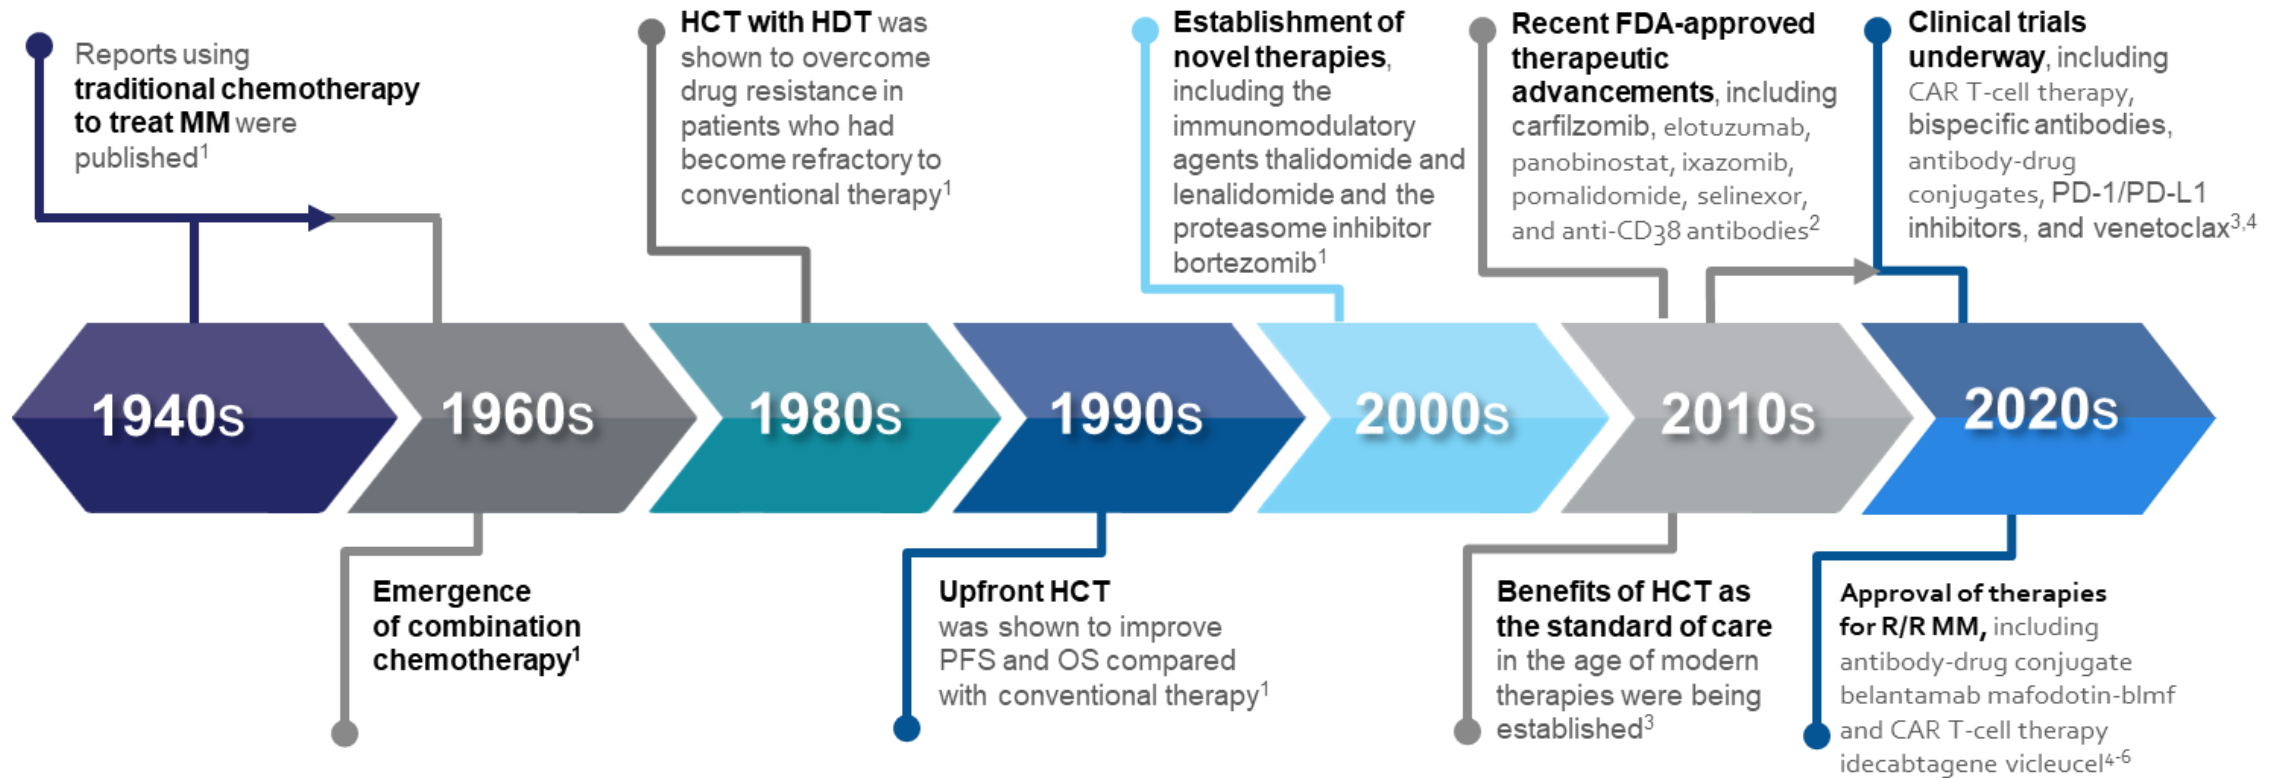 Reports using
traditional chemotherapy
to treat MM were
published1
HCT with HDT was
shown to overcome
drug resistance in
patients who had
become refractory to
conventional therapy1
Establishment of
novel therapies,
including the
immunomodulatory
agents thalidomide and
lenalidomide and the
proteasome inhibitor
bortezomib1
Recent FDA-approved
therapeutic
advancements, including
carfilzomib, elotuzumab,
panobinostat, ixazomib,
pomalidomide, selinexor,
and anti-CD38 antibodies2
Clinical trials
underway, including
CAR T-cell therapy,
bispecific antibodies,
antibody-drug
conjugates, PD-1/PD-L1
inhibitors, and venetoclax3,4
1940s
1960s
1980s
1990s
2000s
2010s
2020s
Emergence
of combination
chemotherapy1
Upfront HCT
was shown to improve
PFS and OS compared
with conventional therapy1
Benefits of HCT as
the standard of care
in the age of modern
therapies were being
established3
Approval of therapies
for R/R MM, including
antibody-drug conjugate
belantamab mafodotin-blmf
and CAR T-cell therapy
idecabtagene vicleucel4-6